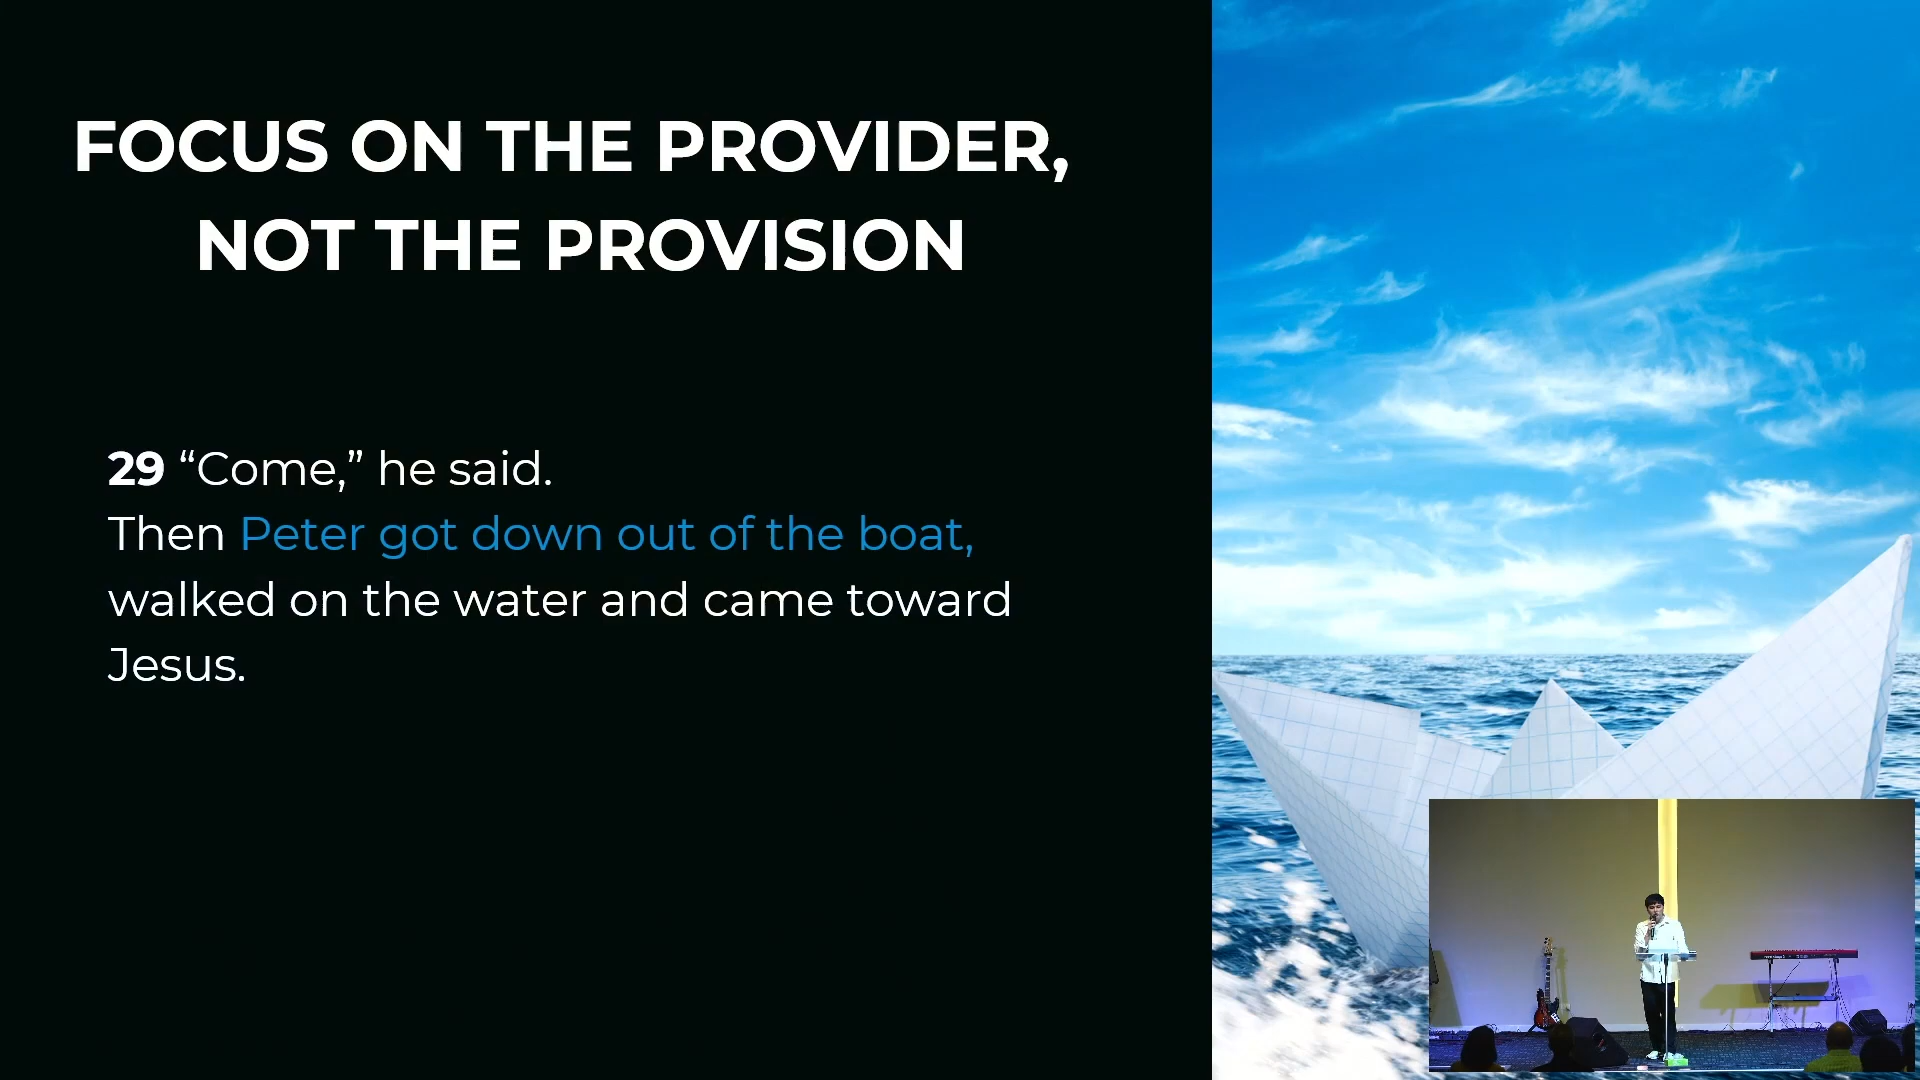 FOCUS ON THE PROVIDER,
NOT THE PROVISION
29 “Come,” he said.
Then Peter got down out of the boat,
walked on the water and came toward
Jesus.